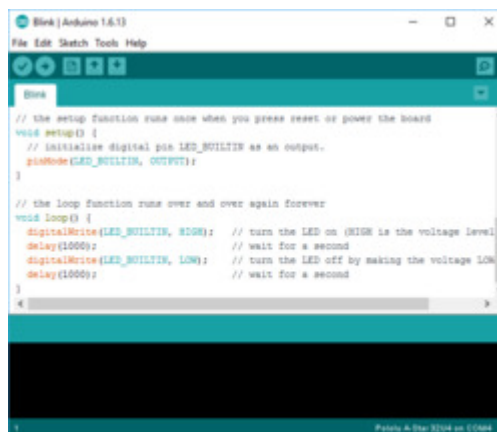 Blink | Arduino 1.6.13
File Edit Sketch Tools Help
Blink
// the setup function runs once when you press reset or power the board
void setup() {
  // initialize digital pin LED_BUILTIN as an output.
  pinMode(LED_BUILTIN, OUTPUT);
}
// the loop function runs over and over again forever
void loop() {
  digitalWrite(LED_BUILTIN, HIGH);   // turn the LED on (HIGH is the voltage level
  delay(1000);                       // wait for a second
  digitalWrite(LED_BUILTIN, LOW);    // turn the LED off by making the voltage LOW
  delay(1000);                       // wait for a second
}
1
Pololu A-Star 32U4 on COM4